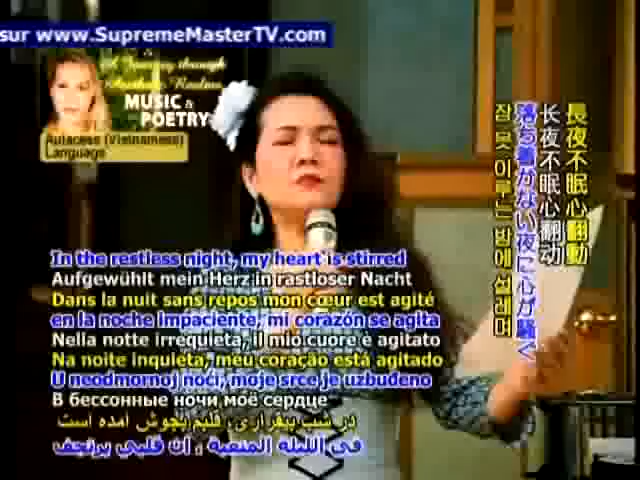 sur www.SupremeMasterTV.com
A Journey through
Aesthetic Realms
MUSIC &
POETRY
Aulacese (Vietnamese)
Language
In the restless night, my heart is stirred
Aufgewühlt mein Herz in rastloser Nacht
Dans la nuit sans repos mon cœur est agité
en la noche impaciente, mi corazón se agita
Nella notte irrequieta, il mio cuore è agitato
Na noite inquieta, meu coração está agitado
U neodmornoj noći, moje srce je uzbuđeno
В бессонные ночи моё сердце
در شب بیقراری ، قلبم بجوش آمده است
في الليلة المتعبة ، ان قلبي يرتجف
長夜不眠心翻動
长夜不眠心翻动
落ち着かない夜に心が騒ぐ
잠 못 이루는 밤에 설레며